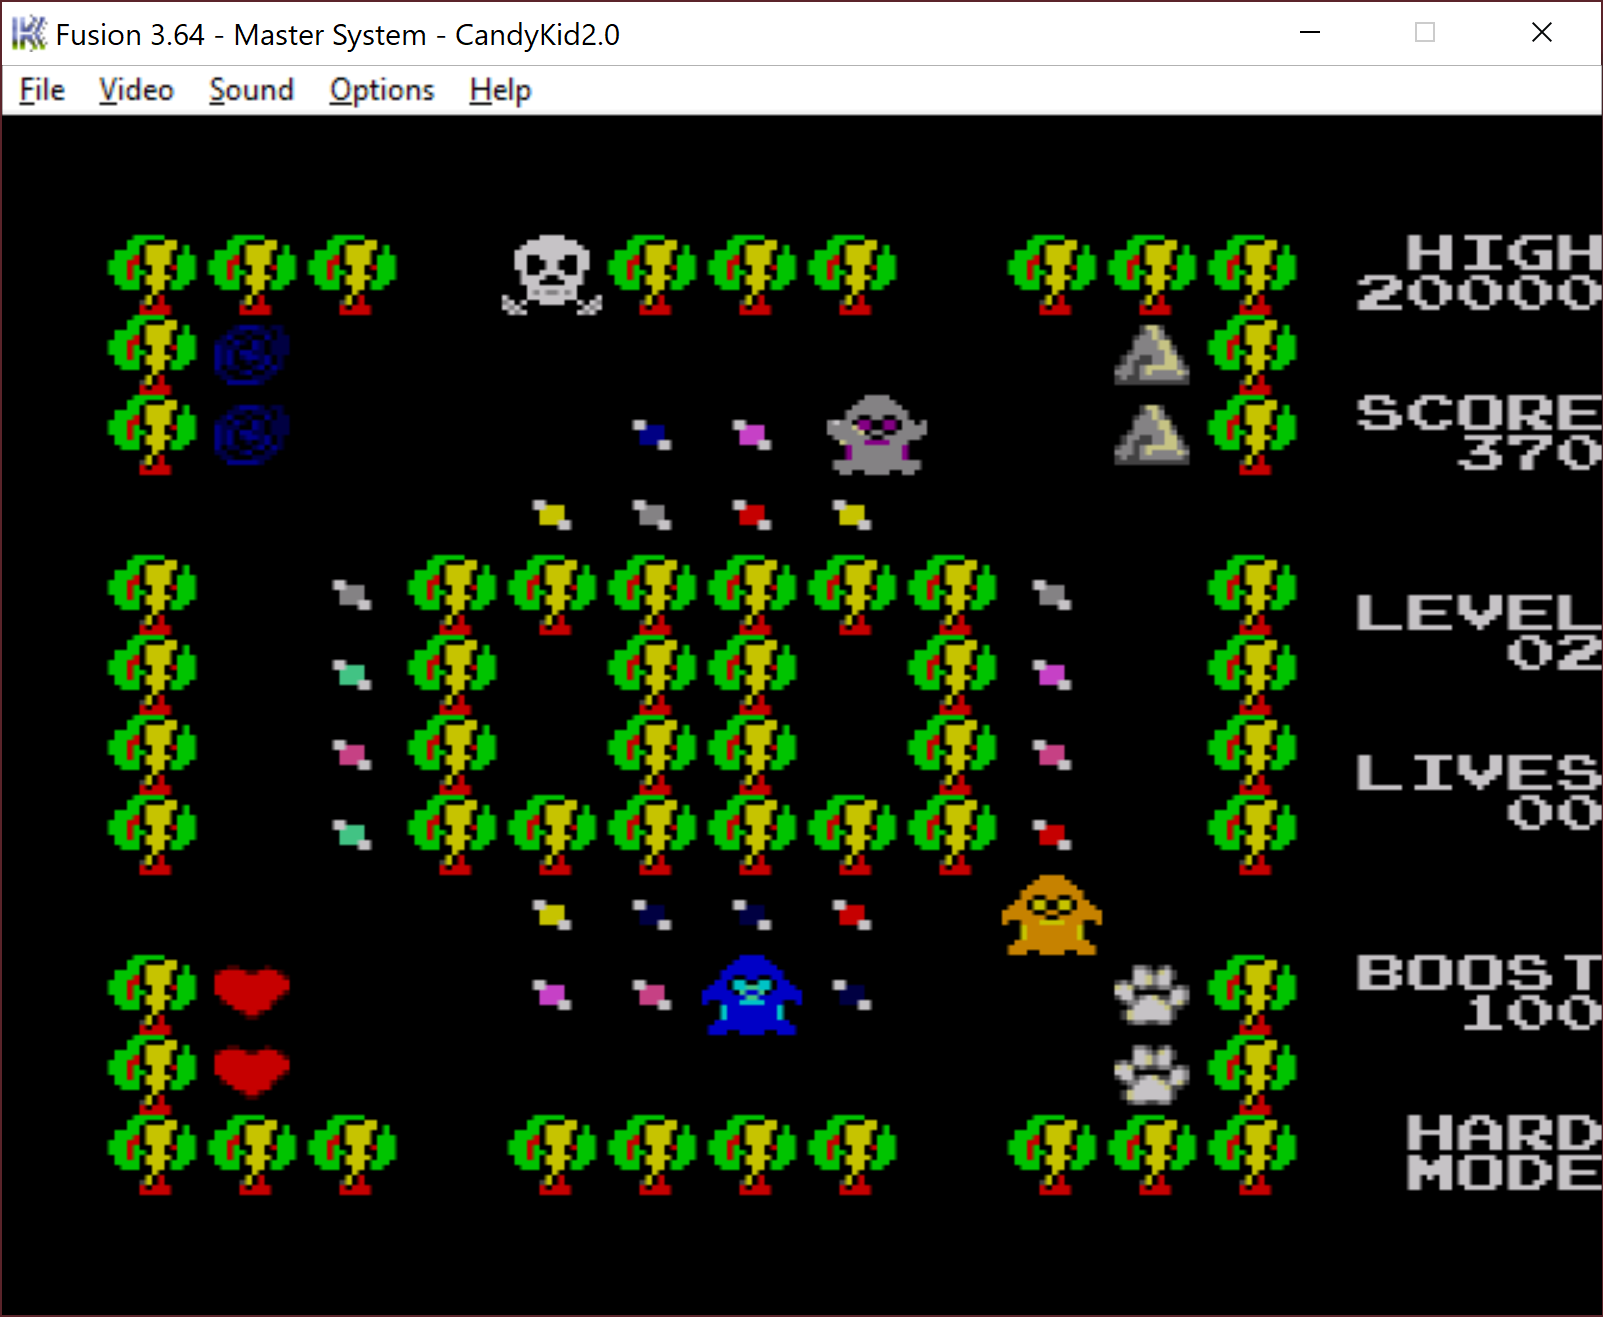 Fusion 3.64 - Master System - CandyKid2.0
File Video Sound Options Help
HIGH
20000
SCORE
370
LEVEL
02
LIVES
00
BOOST
100
HARD
MODE